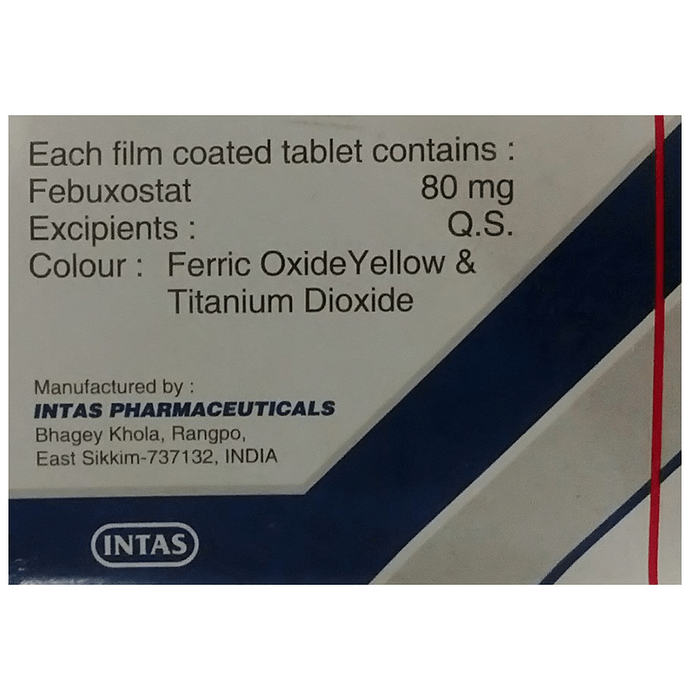 Each film coated tablet contains :
Febuxostat 80 mg
Excipients : Q.S.
Colour : Ferric OxideYellow &
Titanium Dioxide
Manufactured by :
INTAS PHARMACEUTICALS
Bhagey Khola, Rangpo,
East Sikkim-737132, INDIA
INTAS